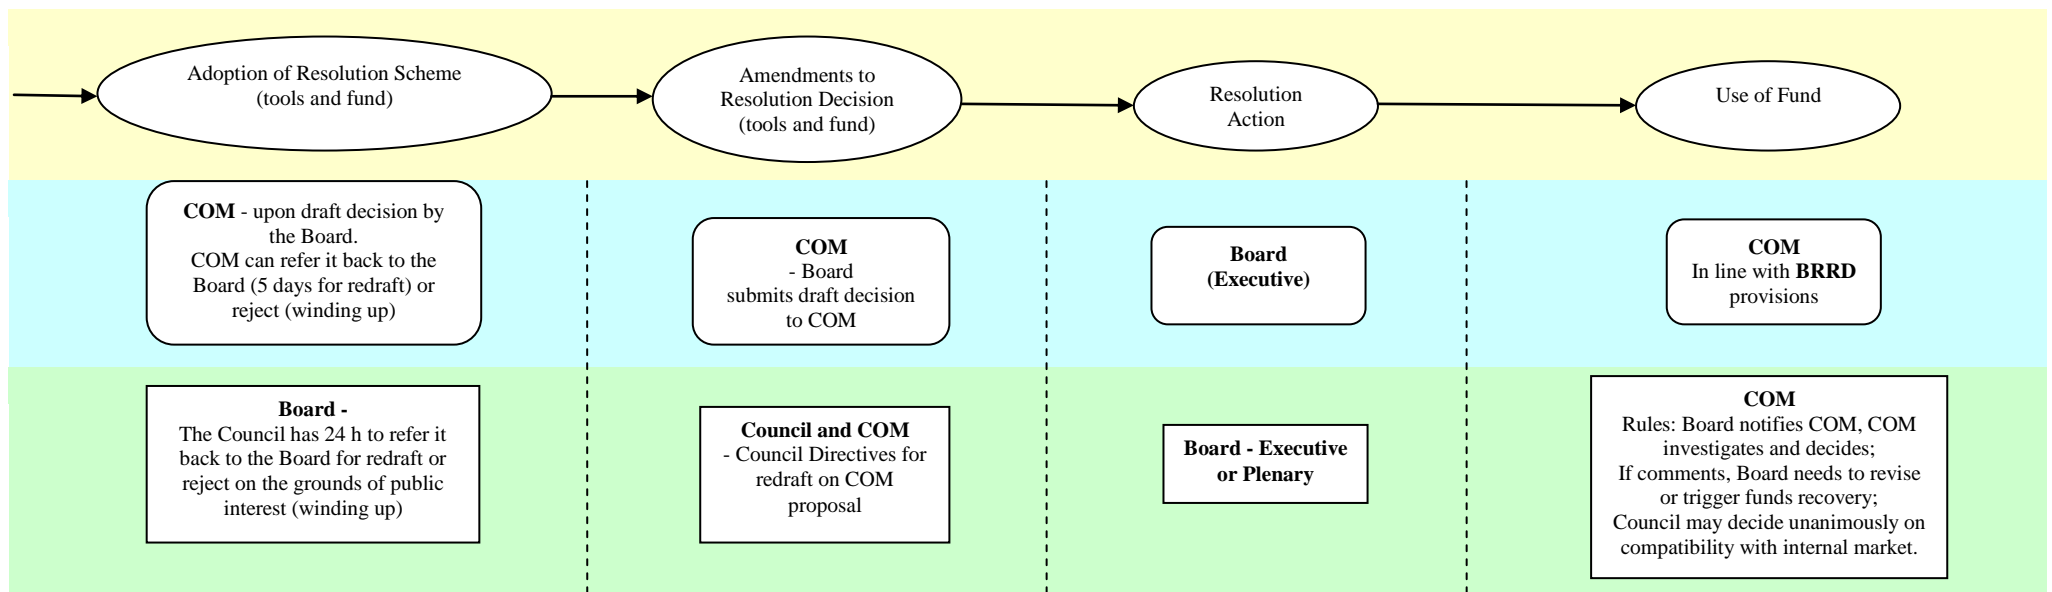 Adoption of Resolution Scheme
(tools and fund)
Amendments to
Resolution Decision
(tools and fund)
Resolution
Action
Use of Fund
COM - upon draft decision by
the Board.
COM can refer it back to the
Board (5 days for redraft) or
reject (winding up)
COM
- Board
submits draft decision
to COM
Board
(Executive)
COM
In line with BRRD
provisions
Board -
The Council has 24 h to refer it
back to the Board for redraft or
reject on the grounds of public
interest (winding up)
Council and COM
- Council Directives for
redraft on COM
proposal
Board - Executive
or Plenary
COM
Rules: Board notifies COM, COM
investigates and decides;
If comments, Board needs to revise
or trigger funds recovery;
Council may decide unanimously on
compatibility with internal market.